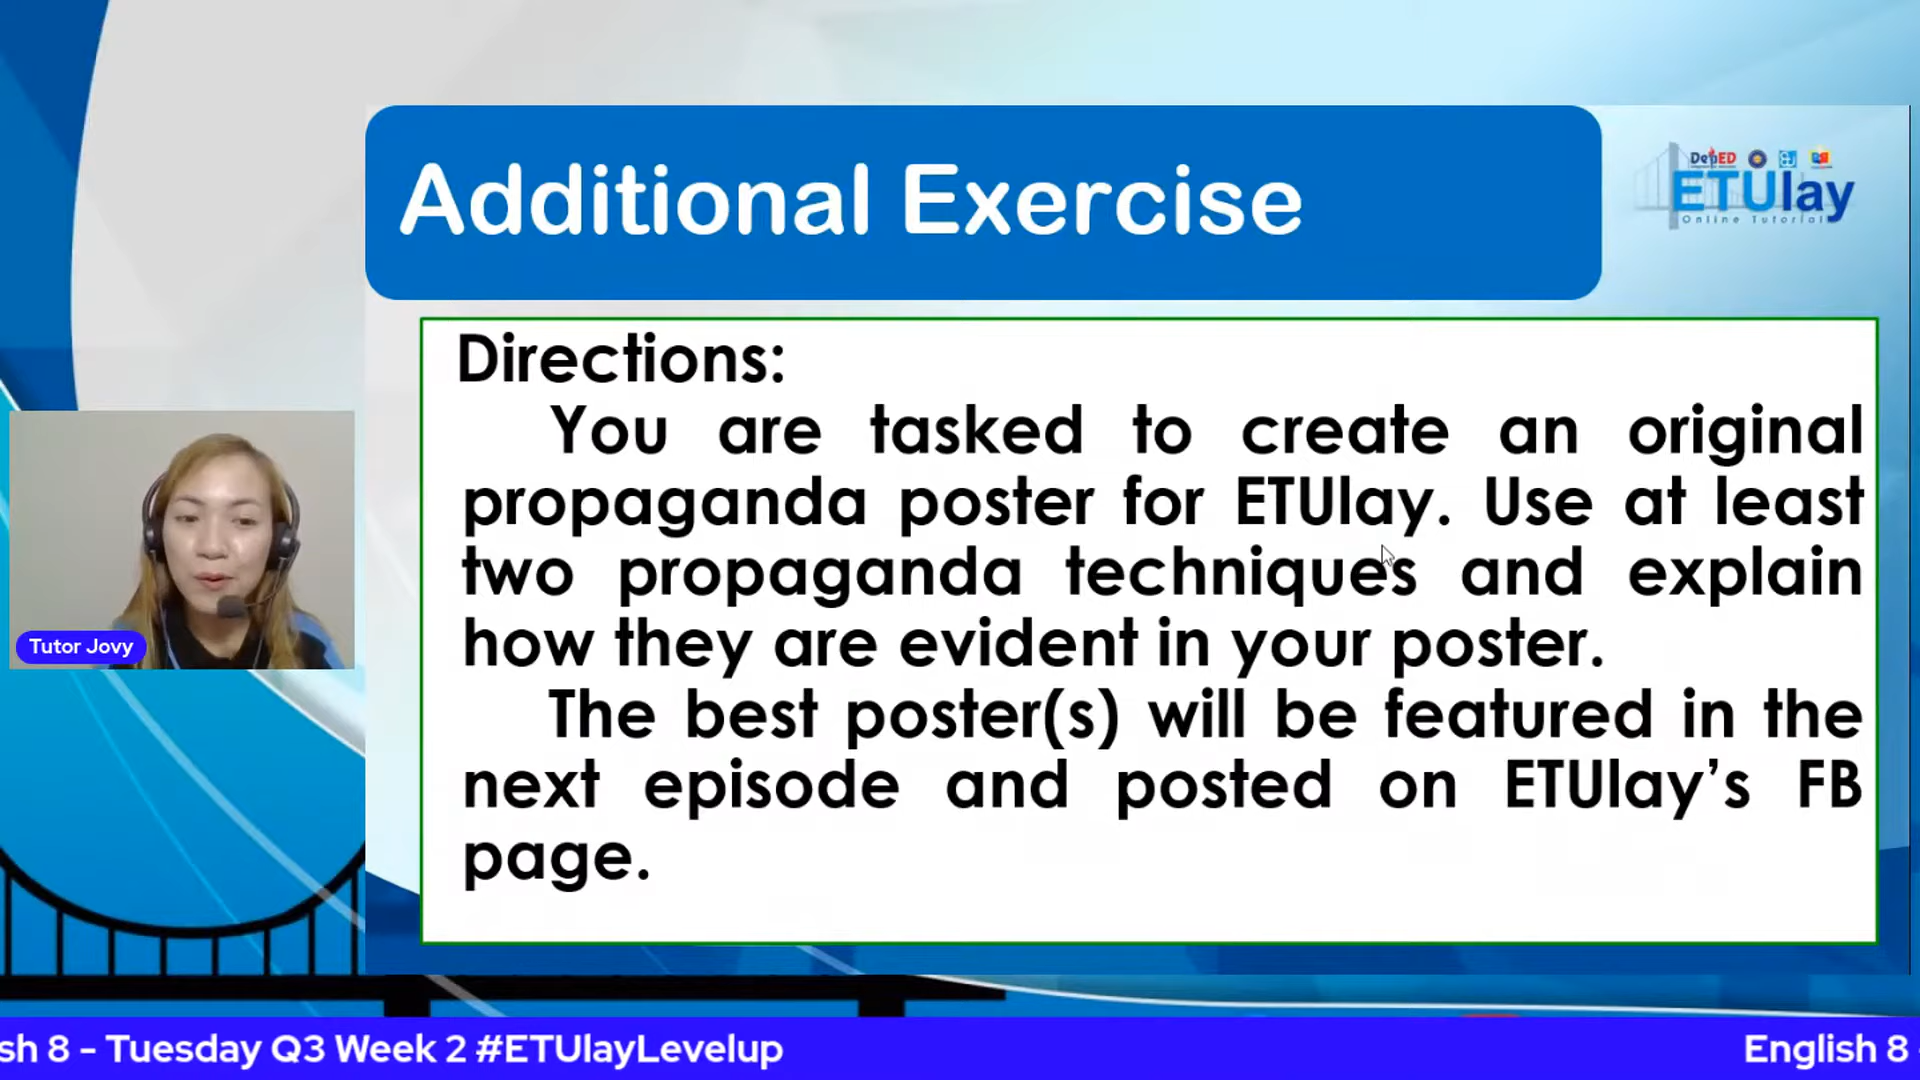 Additional Exercise
DepED
ETUlay
Online Tutorial
Directions:
You are tasked to create an original
propaganda poster for ETUlay. Use at least
two propaganda techniques and explain
how they are evident in your poster.
The best poster(s) will be featured in the
next episode and posted on ETUlay’s FB
page.
Tutor Jovy
sh 8 - Tuesday Q3 Week 2 #ETUlayLevelup
English 8